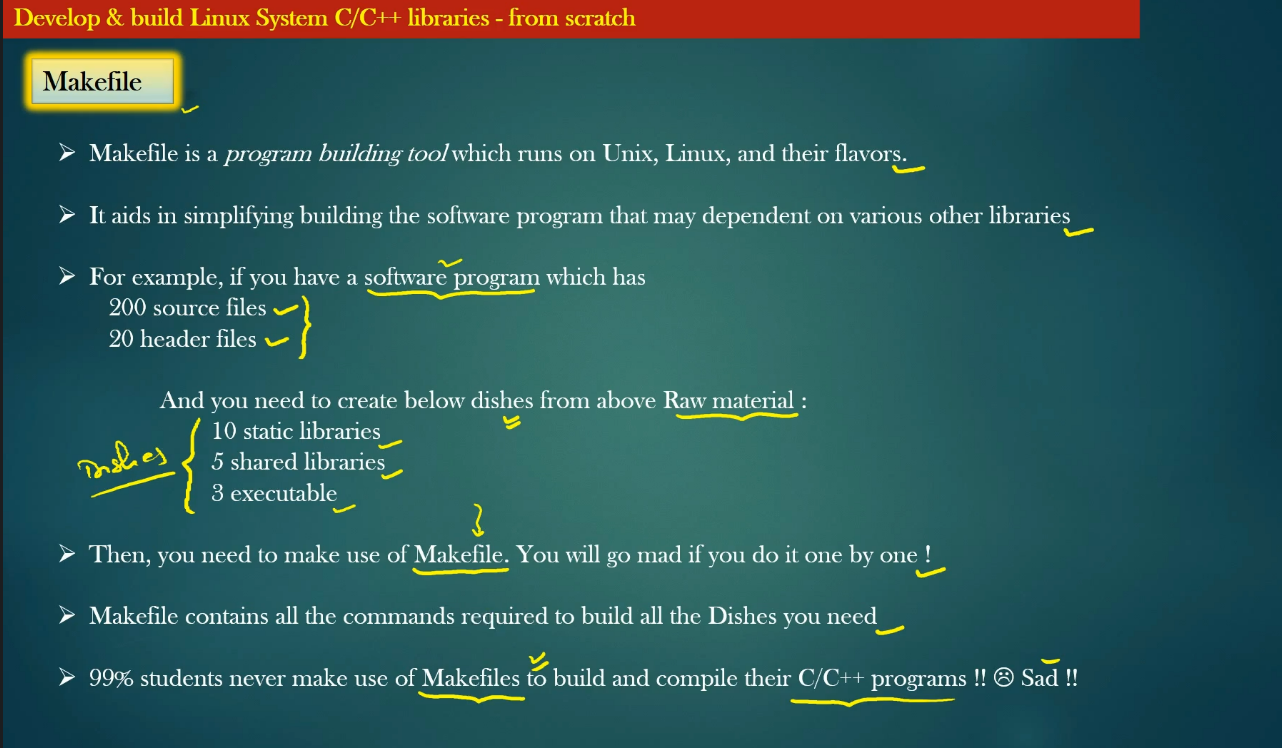 Develop & build Linux System C/C++ libraries - from scratch
Makefile
➢ Makefile is a program building tool which runs on Unix, Linux, and their flavors.
➢ It aids in simplifying building the software program that may dependent on various other libraries
➢ For example, if you have a software program which has
200 source files
20 header files
And you need to create below dishes from above Raw material :
10 static libraries
Dishes
5 shared libraries
3 executable
➢ Then, you need to make use of Makefile. You will go mad if you do it one by one !
➢ Makefile contains all the commands required to build all the Dishes you need
➢ 99% students never make use of Makefiles to build and compile their C/C++ programs !! ☹ Sad !!